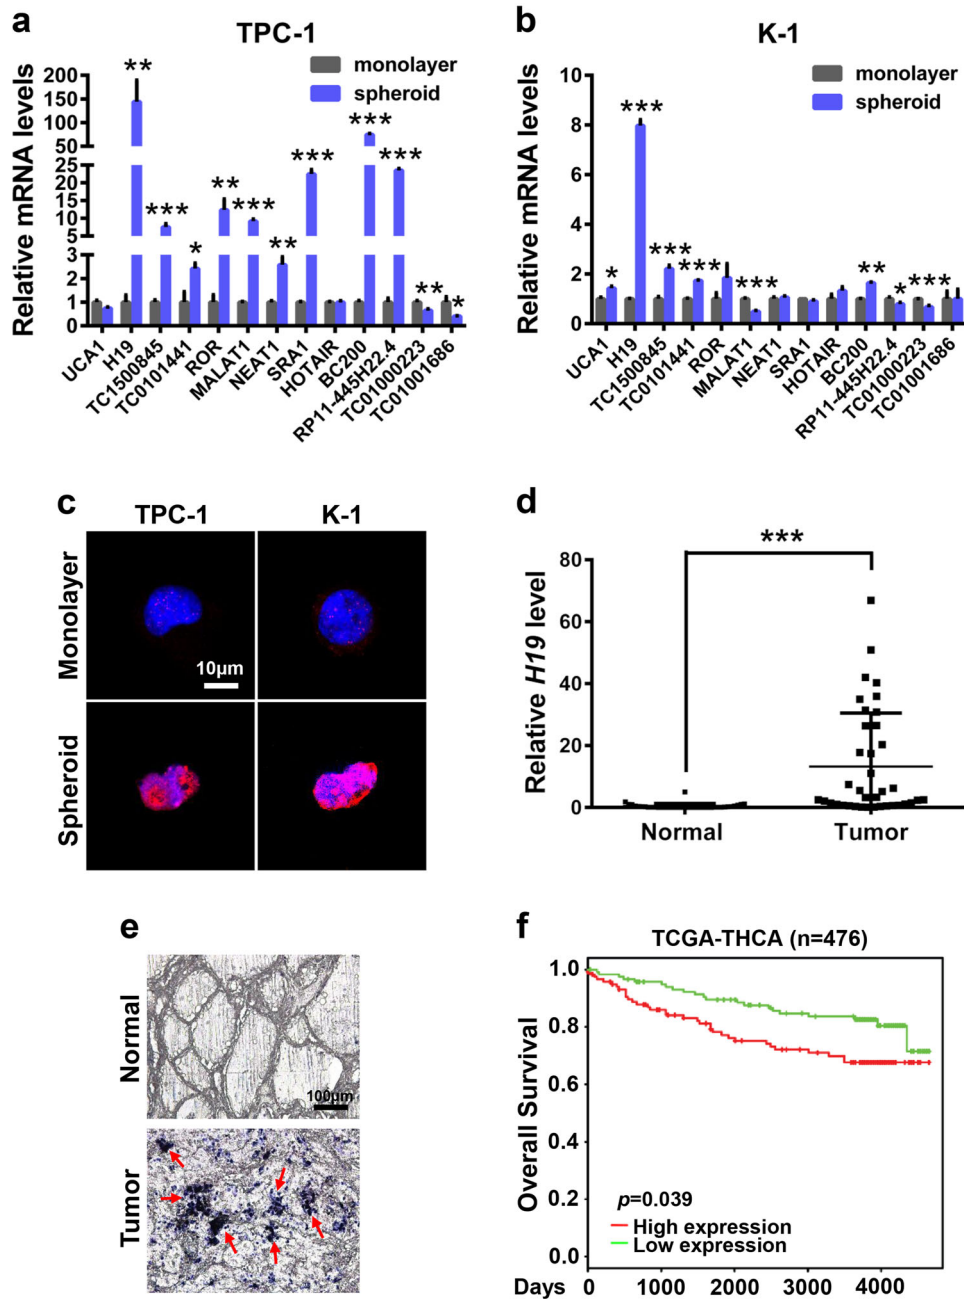 a
TPC-1
monolayer
spheroid
Relative mRNA levels
200
150
100
50
25
20
15
10
5
3
2
1
0
**
***
*
**
***
**
***
***
***
**
*
UCA1
H19
TC1500845
TC0101441
ROR
MALAT1
NEAT1
SRA1
HOTAIR
BC200
RP11-445H22.4
TC01000223
TC01001686
b
K-1
monolayer
spheroid
Relative mRNA levels
10
8
6
4
2
0
*
***
***
***
***
**
*
***
UCA1
H19
TC1500845
TC0101441
ROR
MALAT1
NEAT1
SRA1
HOTAIR
BC200
RP11-445H22.4
TC01000223
TC01001686
c
TPC-1
K-1
Monolayer
10μm
Spheroid
d
***
Relative H19 level
80
60
40
20
0
Normal
Tumor
e
Normal
100μm
Tumor
f
TCGA-THCA (n=476)
Overall Survival
1.0
0.8
0.6
0.4
0.2
0.0
p=0.039
High expression
Low expression
Days
0
1000
2000
3000
4000